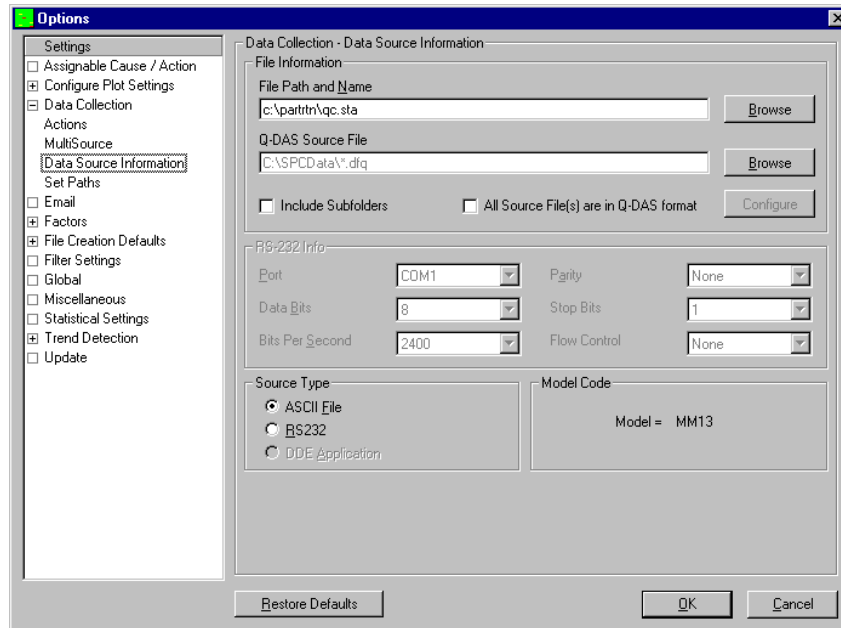 Options
Settings
Assignable Cause / Action
Configure Plot Settings
Data Collection
Actions
MultiSource
Data Source Information
Set Paths
Email
Factors
File Creation Defaults
Filter Settings
Global
Miscellaneous
Statistical Settings
Trend Detection
Update
Data Collection - Data Source Information
File Information
File Path and Name
c:\partrtn\qc.sta
Browse
Q-DAS Source File
C:\SPCData\*.dfq
Browse
Include Subfolders
All Source File(s) are in Q-DAS format
Configure
RS-232 Info
Port
COM1
Parity
None
Data Bits
8
Stop Bits
1
Bits Per Second
2400
Flow Control
None
Source Type
ASCII File
RS232
DDE Application
Model Code
Model = MM13
Restore Defaults
OK
Cancel